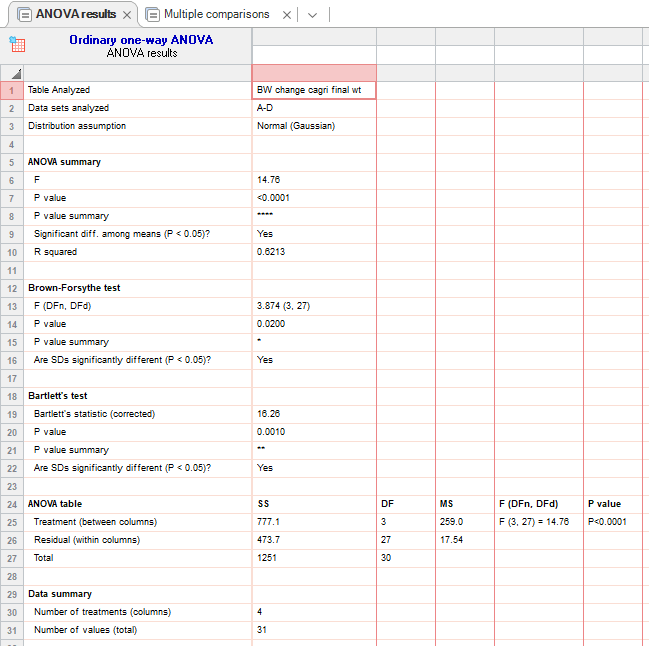 ANOVA results Multiple comparisons
Ordinary one-way ANOVA
ANOVA results
1 Table Analyzed BW change cagri final wt
2 Data sets analyzed A-D
3 Distribution assumption Normal (Gaussian)
4
5 ANOVA summary
6 F 14.76
7 P value <0.0001
8 P value summary ****
9 Significant diff. among means (P < 0.05)? Yes
10 R squared 0.6213
11
12 Brown-Forsythe test
13 F (DFn, DFd) 3.874 (3, 27)
14 P value 0.0200
15 P value summary *
16 Are SDs significantly different (P < 0.05)? Yes
17
18 Bartlett's test
19 Bartlett's statistic (corrected) 16.26
20 P value 0.0010
21 P value summary **
22 Are SDs significantly different (P < 0.05)? Yes
23
24 ANOVA table SS DF MS F (DFn, DFd) P value
25 Treatment (between columns) 777.1 3 259.0 F (3, 27) = 14.76 P<0.0001
26 Residual (within columns) 473.7 27 17.54
27 Total 1251 30
28
29 Data summary
30 Number of treatments (columns) 4
31 Number of values (total) 31